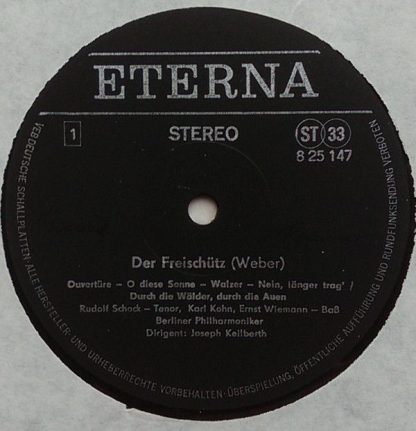 ETERNA
1 STEREO ST 33
8 25 147
Der Freischütz (Weber)
Ouvertüre – O diese Sonne – Walzer – Nein, länger trag' /
Durch die Wälder, durch die Auen
Rudolf Schock – Tenor, Karl Kohn, Ernst Wiemann – Baß
Berliner Philharmoniker
Dirigent: Joseph Keilberth
VEB DEUTSCHE SCHALLPLATTEN · ALLE HERSTELLER- UND URHEBERRECHTE VORBEHALTEN · ÜBERSPIELUNG, ÖFFENTLICHE AUFFÜHRUNG UND RUNDFUNKSENDUNG VERBOTEN